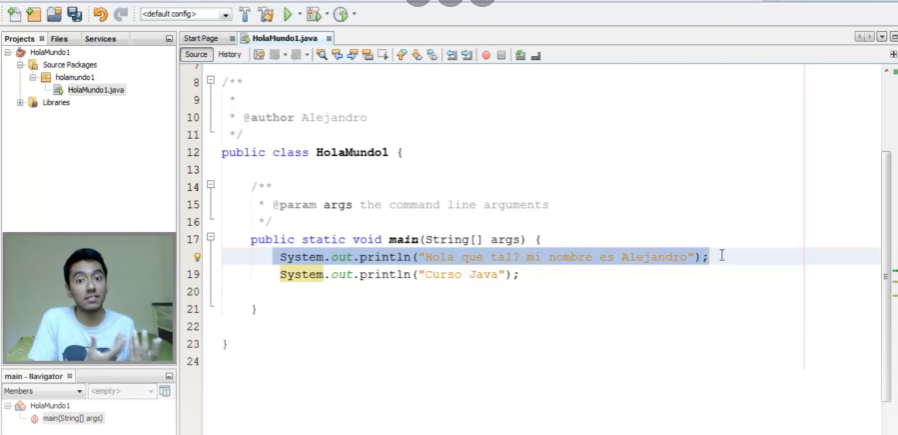 <default config>
Projects Files Services
Start Page HolaMundo1.java
Source History
HolaMundo1
Source Packages
holamundo1
HolaMundo1.java
Libraries
7
8 /**
9 *
10 * @author Alejandro
11 */
12 public class HolaMundo1 {
13
14 /**
15 * @param args the command line arguments
16 */
17 public static void main(String[] args) {
System.out.println("Hola que tal? mi nombre es Alejandro");
19 System.out.println("Curso Java");
20
21 }
22
23 }
24
main - Navigator
Members <empty>
HolaMundo1
main(String[] args)